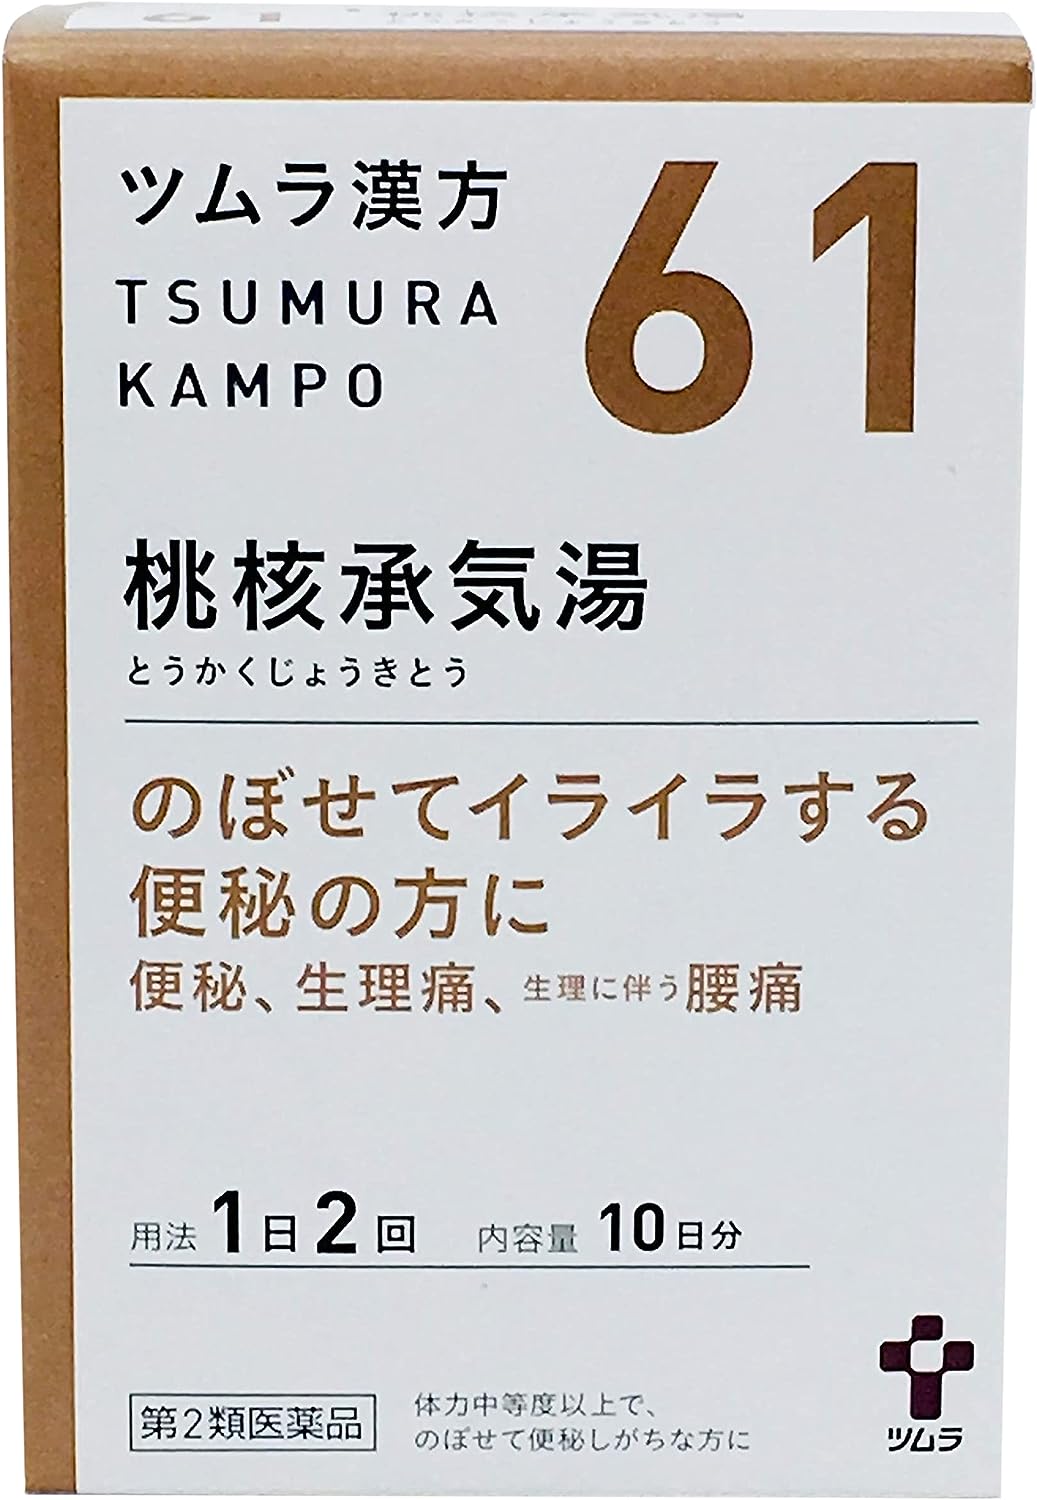 ツムラ漢方
TSUMURA
KAMPO
61
桃核承気湯
とうかくじょうきとう
のぼせてイライラする
便秘の方に
便秘、生理痛、生理に伴う腰痛
用法 1日2回 内容量 10日分
第2類医薬品
体力中等度以上で、
のぼせて便秘しがちな方に
ツムラ